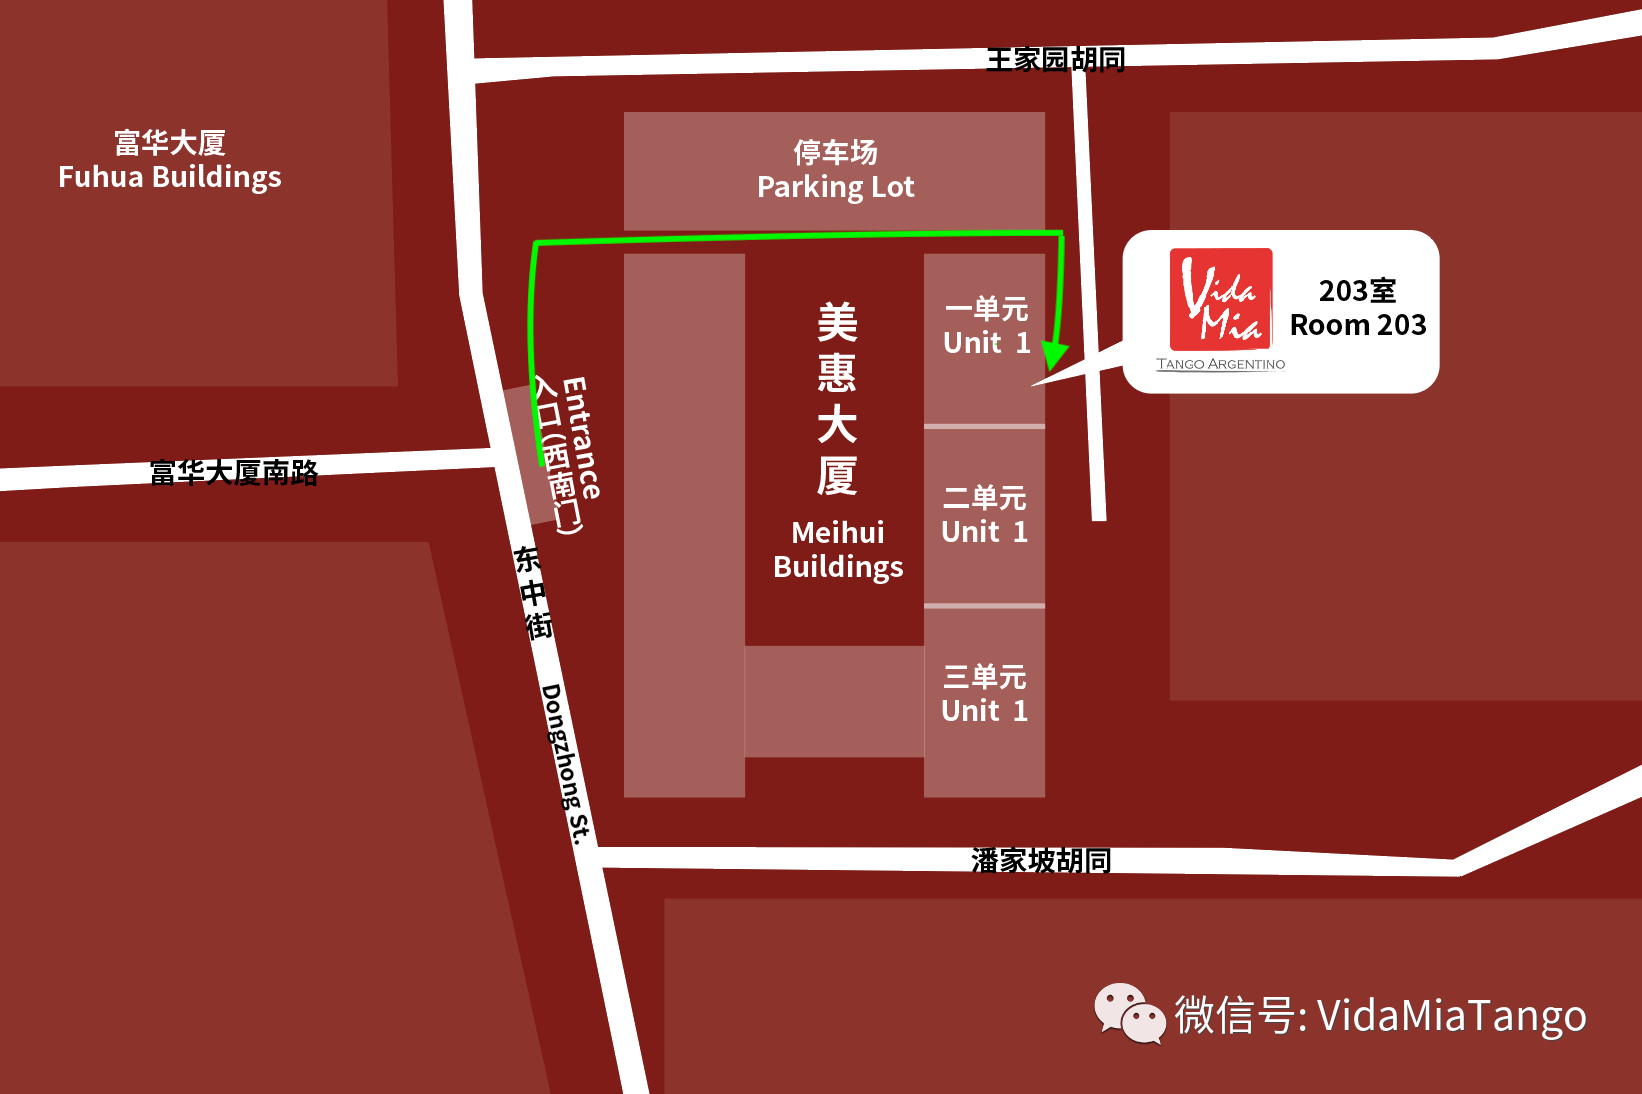 王家园胡同
富华大厦
Fuhua Buildings
停车场
Parking Lot
Vida
Mia
TANGO ARGENTINO
203室
Room 203
美惠大厦
Meihui
Buildings
一单元
Unit 1
二单元
Unit 1
三单元
Unit 1
Entrance
入口(西南门)
富华大厦南路
东中街
Dongzhong St.
潘家坡胡同
微信号: VidaMiaTango